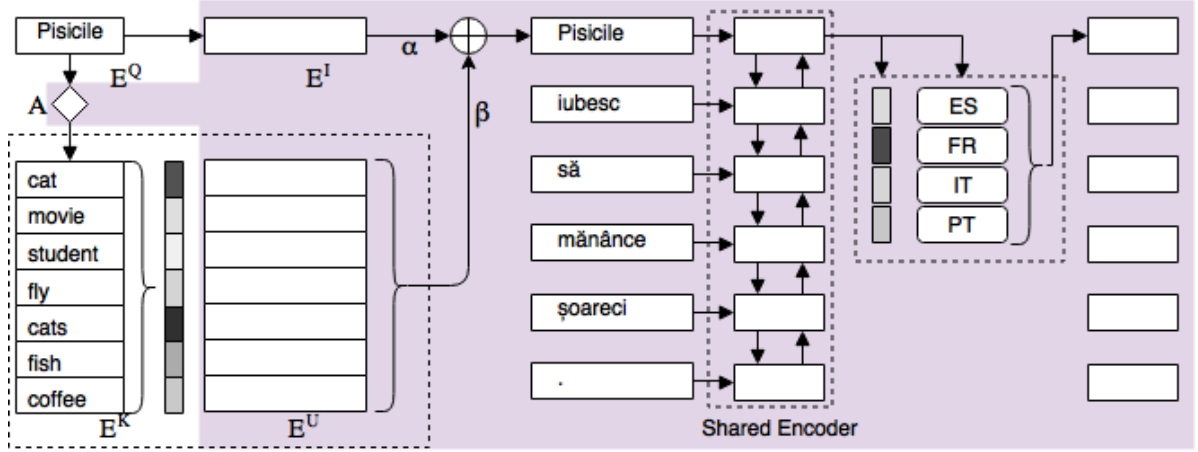 Pisicile
E^Q
E^I
α
A
β
cat
movie
student
fly
cats
fish
coffee
E^K
E^U
Pisicile
iubesc
să
mănânce
șoareci
.
Shared Encoder
ES
FR
IT
PT